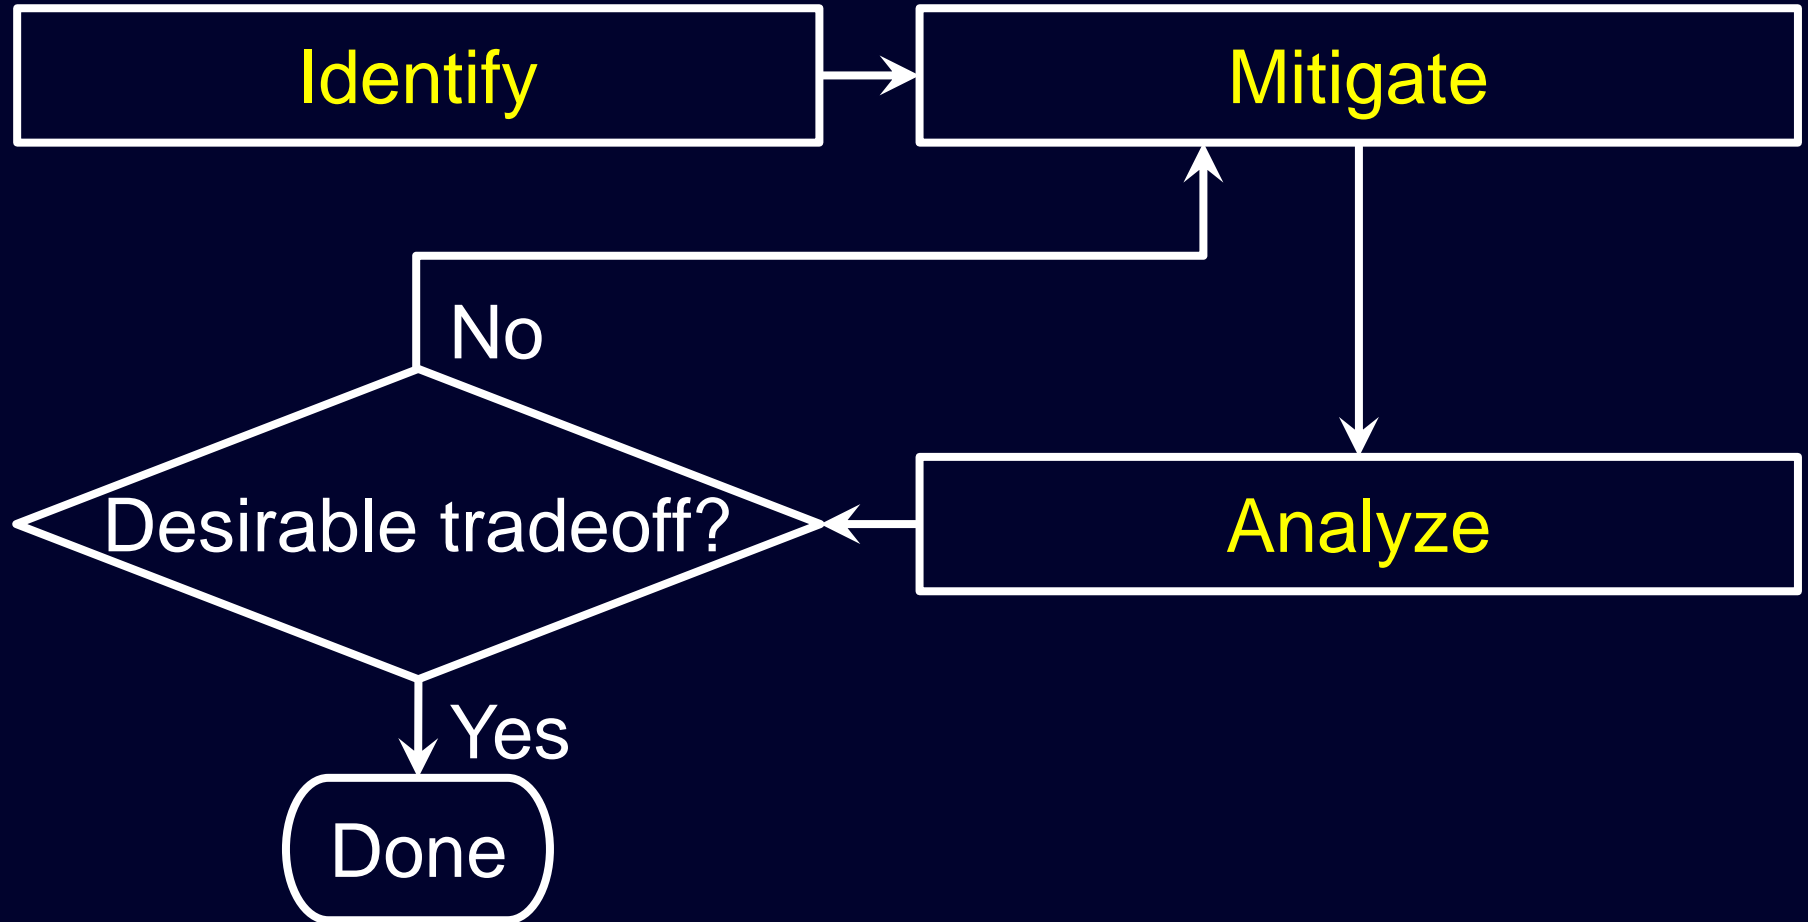 Identify
Mitigate
No
Desirable tradeoff?
Analyze
Yes
Done